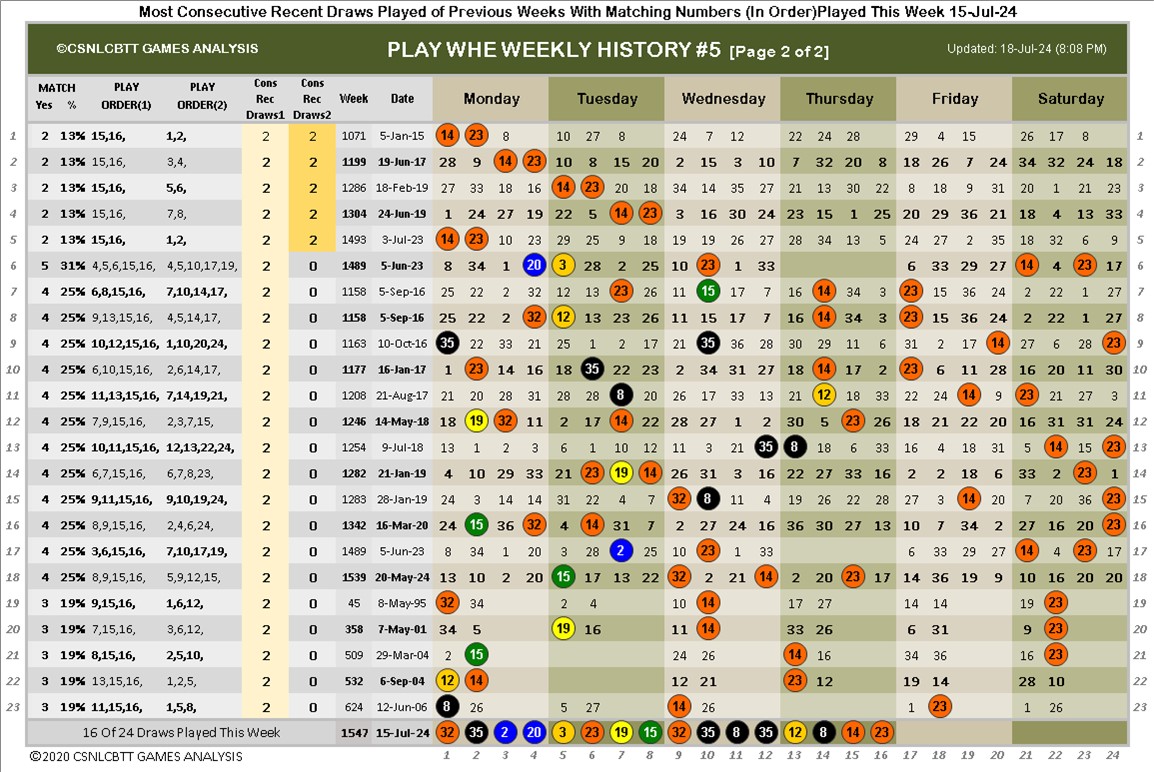 Most Consecutive Recent Draws Played of Previous Weeks With Matching Numbers (In Order)Played This Week 15-Jul-24
©CSNLCBTT GAMES ANALYSIS PLAY WHE WEEKLY HISTORY #5 [Page 2 of 2] Updated: 18-Jul-24 (8:08 PM)
MATCH Yes % PLAY ORDER(1) PLAY ORDER(2) Cons Rec Draws1 Cons Rec Draws2 Week Date Monday Tuesday Wednesday Thursday Friday Saturday
1 2 13% 15,16, 1,2, 2 2 1071 5-Jan-15 14 23 8 10 27 8 24 7 12 22 24 28 29 4 15 26 17 8 1
2 2 13% 15,16, 3,4, 2 2 1199 19-Jun-17 28 9 14 23 10 8 15 20 2 15 3 10 7 32 20 8 18 26 7 24 34 32 24 18 2
3 2 13% 15,16, 5,6, 2 2 1286 18-Feb-19 27 33 18 16 14 23 20 18 34 14 35 27 21 13 30 22 8 18 9 31 20 1 21 23 3
4 2 13% 15,16, 7,8, 2 2 1304 24-Jun-19 1 24 27 19 22 5 14 23 3 16 30 24 23 15 1 25 20 29 36 21 18 4 13 33 4
5 2 13% 15,16, 1,2, 2 2 1493 3-Jul-23 14 23 10 23 29 25 9 18 19 19 26 27 28 34 13 5 24 27 2 35 18 32 6 9 5
6 5 31% 4,5,6,15,16, 4,5,10,17,19, 2 0 1489 5-Jun-23 8 34 1 20 3 28 2 25 10 23 1 33 6 33 29 27 14 4 23 17 6
7 4 25% 6,8,15,16, 7,10,14,17, 2 0 1158 5-Sep-16 25 22 2 32 12 13 23 26 11 15 17 7 16 14 34 3 23 15 36 24 2 22 1 27 7
8 4 25% 9,13,15,16, 4,5,14,17, 2 0 1158 5-Sep-16 25 22 2 32 12 13 23 26 11 15 17 7 16 14 34 3 23 15 36 24 2 22 1 27 8
9 4 25% 10,12,15,16, 1,10,20,24, 2 0 1163 10-Oct-16 35 22 33 21 25 1 2 17 21 35 36 28 30 29 11 6 31 2 17 14 27 6 28 23 9
10 4 25% 6,10,15,16, 2,6,14,17, 2 0 1177 16-Jan-17 1 23 14 16 18 35 22 23 2 34 31 27 18 14 17 2 23 6 11 28 16 20 11 30 10
11 4 25% 11,13,15,16, 7,14,19,21, 2 0 1208 21-Aug-17 21 20 28 31 28 28 8 20 26 17 33 13 21 12 33 18 22 24 14 9 23 21 27 3 11
12 4 25% 7,9,15,16, 2,3,7,15, 2 0 1246 14-May-18 18 19 32 11 2 17 14 22 28 27 1 2 30 5 23 26 18 21 22 20 16 31 31 24 12
13 4 25% 10,11,15,16, 12,13,22,24, 2 0 1254 9-Jul-18 13 1 2 3 6 1 10 12 11 3 21 35 8 18 6 33 8 4 6 31 5 14 15 23 13
14 4 25% 6,7,15,16, 6,7,8,23, 2 0 1282 21-Jan-19 4 10 29 33 21 23 19 14 26 31 3 16 22 27 33 16 2 2 18 6 33 2 23 1 14
15 4 25% 9,11,15,16, 9,10,19,24, 2 0 1283 28-Jan-19 24 3 14 14 31 22 4 7 32 8 11 4 19 26 22 28 27 3 14 20 7 20 36 23 15
16 4 25% 8,9,15,16, 2,4,6,24, 2 0 1342 16-Mar-20 24 15 36 32 4 14 31 7 2 27 24 16 36 30 27 13 10 7 34 2 27 16 20 23 16
17 4 25% 3,6,15,16, 7,10,17,19, 2 0 1489 5-Jun-23 8 34 1 20 3 28 2 25 10 23 1 33 6 33 29 27 14 4 23 17 17
18 4 25% 8,9,15,16, 5,9,12,15, 2 0 1539 20-May-24 13 10 2 20 15 17 13 22 32 2 21 14 2 20 23 17 14 36 19 9 10 16 20 20 18
19 3 19% 9,15,16, 1,6,12, 2 0 45 8-May-95 32 34 2 4 10 14 17 27 14 14 19 23 19
20 3 19% 7,15,16, 3,6,12, 2 0 358 7-May-01 34 5 19 16 11 14 33 26 6 31 9 23 20
21 3 19% 8,15,16, 2,5,10, 2 0 509 29-Mar-04 2 15 24 26 14 16 34 36 16 23 21
22 3 19% 13,15,16, 1,2,5, 2 0 532 6-Sep-04 12 14 12 21 23 12 19 14 28 10 22
23 3 19% 11,15,16, 1,5,8, 2 0 624 12-Jun-06 8 26 5 27 14 26 1 23 1 26 23
16 Of 24 Draws Played This Week 1547 15-Jul-24 32 35 2 20 3 23 19 15 32 35 8 35 12 8 14 23
©2020 CSNLCBTT GAMES ANALYSIS 1 2 3 4 5 6 7 8 9 10 11 12 13 14 15 16 17 18 19 20 21 22 23 24